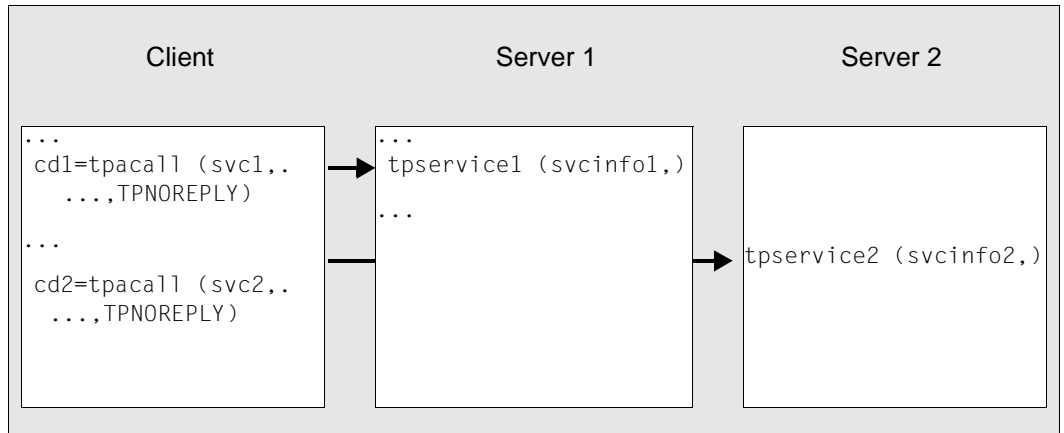 Client
Server 1
Server 2
...
cd1=tpacall (svc1,.
...,TPNOREPLY)
...
cd2=tpacall (svc2,.
...,TPNOREPLY)
...
tpservice1 (svcinfo1,)
...
tpservice2 (svcinfo2,)